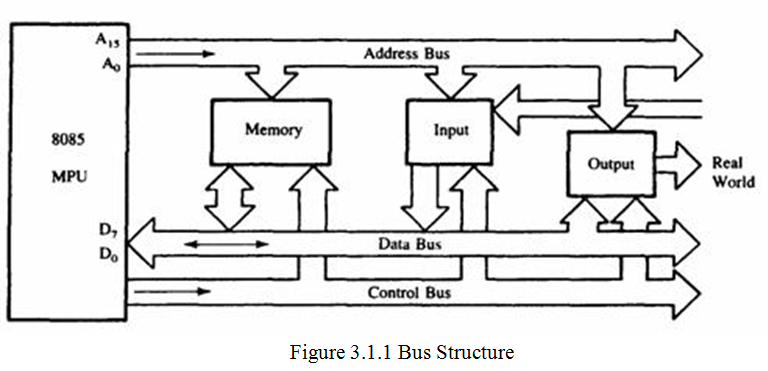 A15
Address Bus
A0
8085
MPU
Memory
Input
Output
Real
World
D7
D0
Data Bus
Control Bus
Figure 3.1.1 Bus Structure